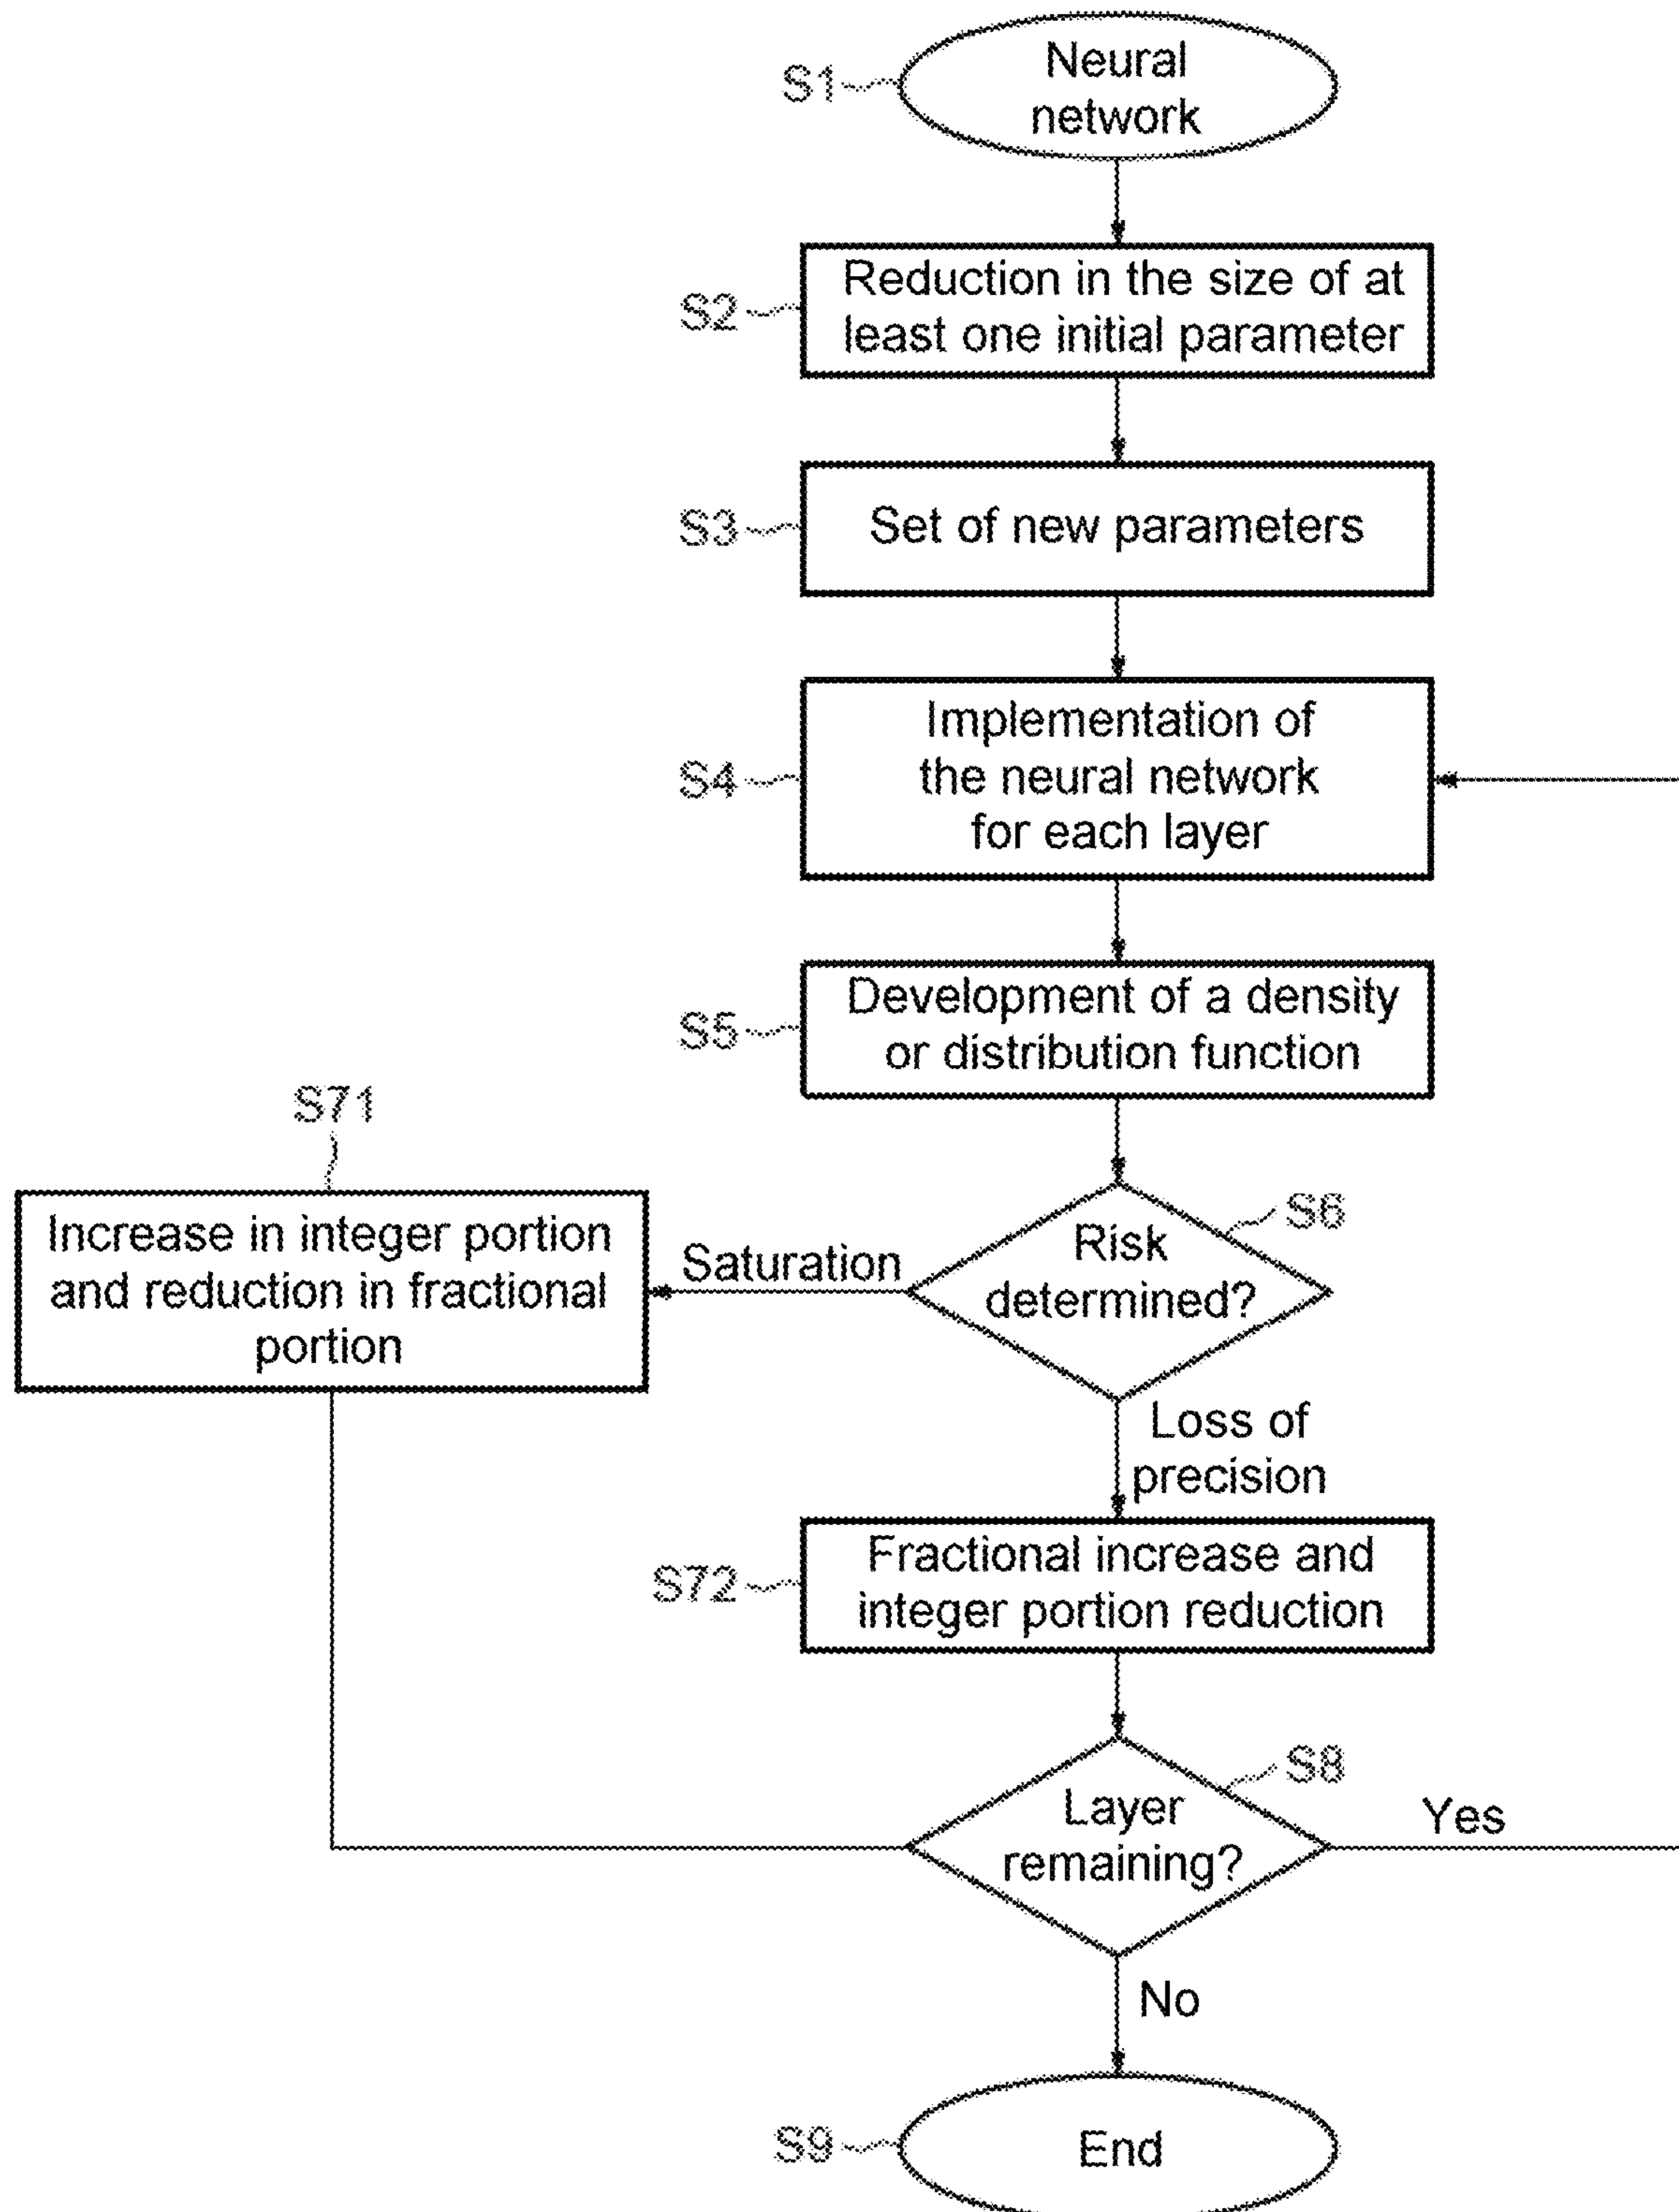 S1
Neural
network
S2
Reduction in the size of at
least one initial parameter
S3
Set of new parameters
S4
Implementation of
the neural network
for each layer
S5
Development of a density
or distribution function
S71
Increase in integer portion
and reduction in fractional
portion
Saturation
S6
Risk
determined?
Loss of
precision
S72
Fractional increase and
integer portion reduction
S8
Layer
remaining?
Yes
No
S9
End